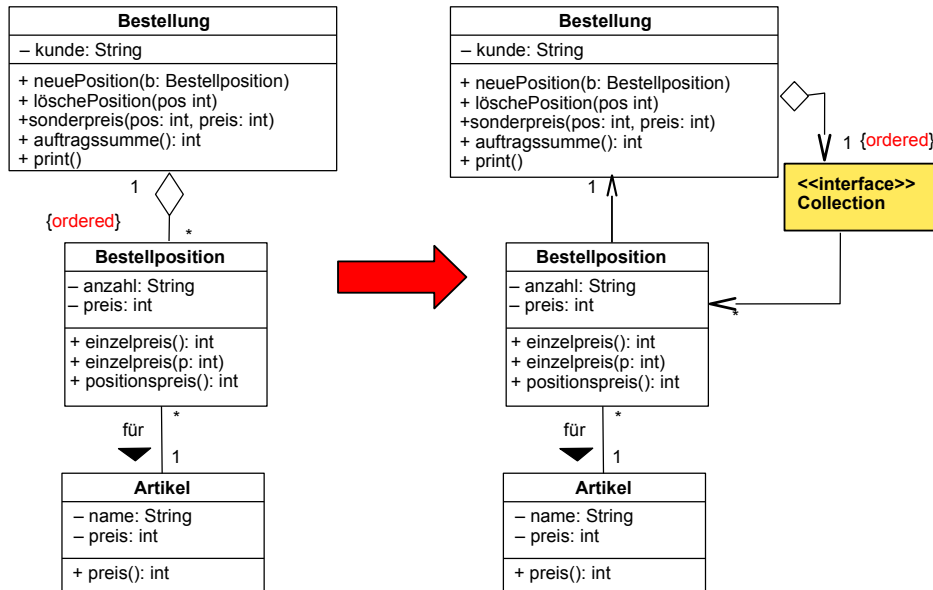 Bestellung
– kunde: String
+ neuePosition(b: Bestellposition)
+ löschePosition(pos int)
+sonderpreis(pos: int, preis: int)
+ auftragssumme(): int
+ print()
1
{ordered}
*
Bestellposition
– anzahl: String
– preis: int
+ einzelpreis(): int
+ einzelpreis(p: int)
+ positionspreis(): int
*
für
1
Artikel
– name: String
– preis: int
+ preis(): int
Bestellung
– kunde: String
+ neuePosition(b: Bestellposition)
+ löschePosition(pos int)
+sonderpreis(pos: int, preis: int)
+ auftragssumme(): int
+ print()
1 {ordered}
<<interface>>
Collection
1
*
Bestellposition
– anzahl: String
– preis: int
+ einzelpreis(): int
+ einzelpreis(p: int)
+ positionspreis(): int
*
für
1
Artikel
– name: String
– preis: int
+ preis(): int